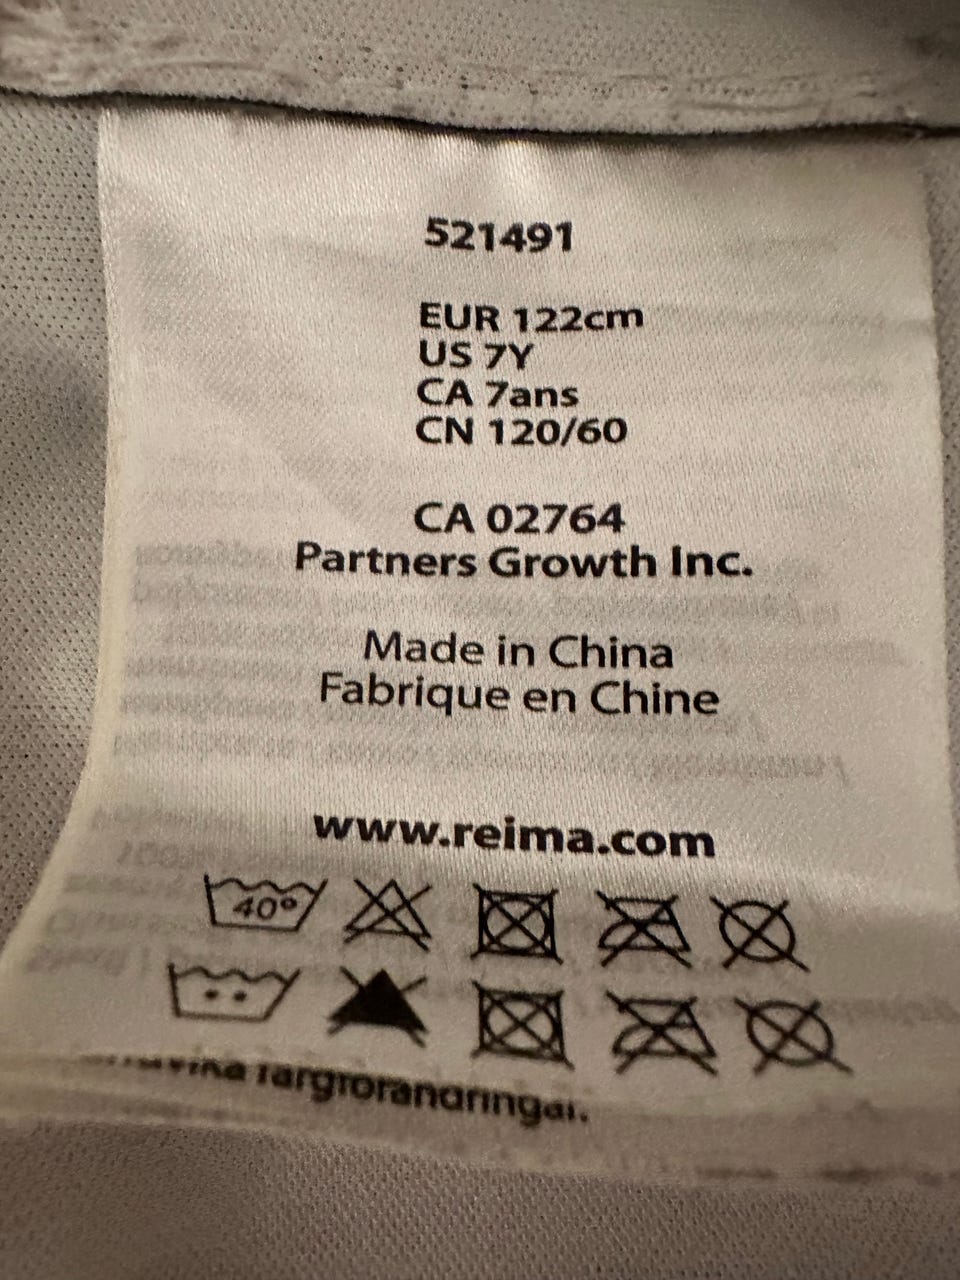 521491
EUR 122cm
US 7Y
CA 7ans
CN 120/60
CA 02764
Partners Growth Inc.
Made in China
Fabrique en Chine
www.reima.com
40°
färgförändringar.